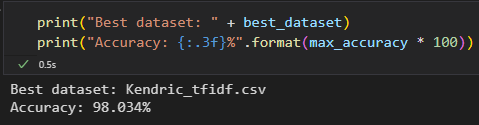 print("Best dataset: " + best_dataset)
print("Accuracy: {:.3f}%".format(max_accuracy * 100))
0.5s
Best dataset: Kendric_tfidf.csv
Accuracy: 98.034%